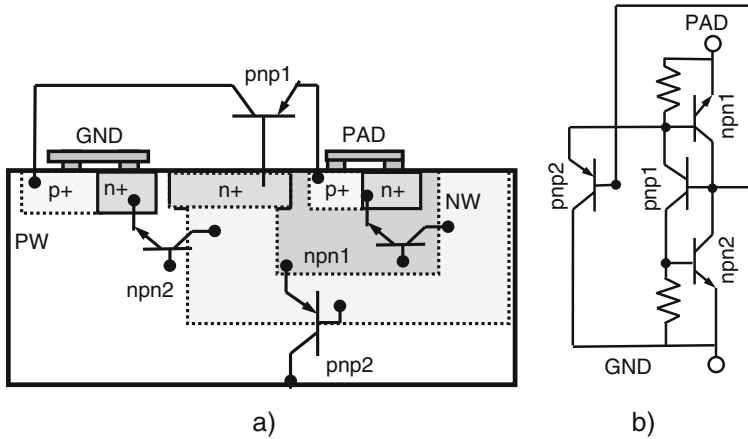 pnp1
GND
PAD
p+
n+
n+
p+
n+
NW
PW
npn1
npn2
pnp2
a)
PAD
npn1
pnp2
pnp1
npn2
GND
b)